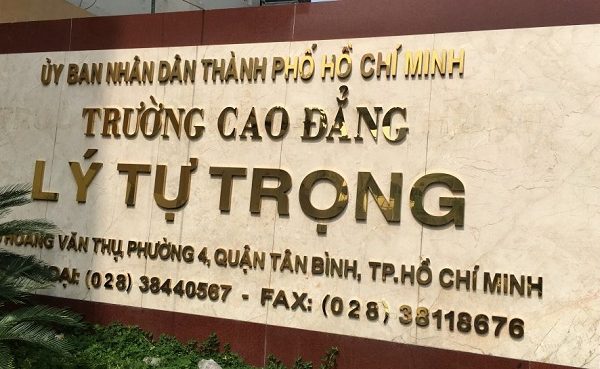 ỦY BAN NHÂN DÂN THÀNH PHỐ HỒ CHÍ MINH
TRƯỜNG CAO ĐẲNG
LÝ TỰ TRỌNG
HOÀNG VĂN THỤ, PHƯỜNG 4, QUẬN TÂN BÌNH, TP.HỒ CHÍ MINH
OẠI: (028) 38440567 - FAX: (028) 38118676